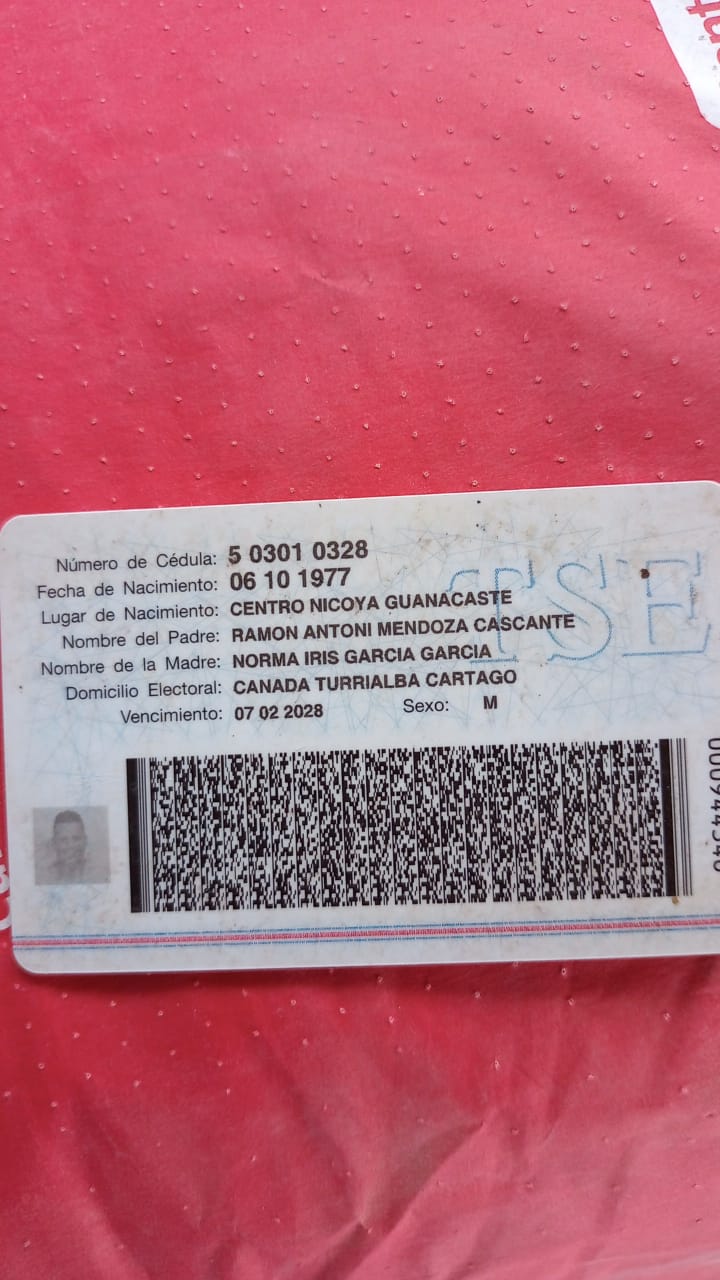 Número de Cédula: 5 0301 0328
Fecha de Nacimiento: 06 10 1977
Lugar de Nacimiento: CENTRO NICOYA GUANACASTE
Nombre del Padre: RAMON ANTONI MENDOZA CASCANTE
Nombre de la Madre: NORMA IRIS GARCIA GARCIA
Domicilio Electoral: CANADA TURRIALBA CARTAGO
Vencimiento: 07 02 2028 Sexo: M
TSE